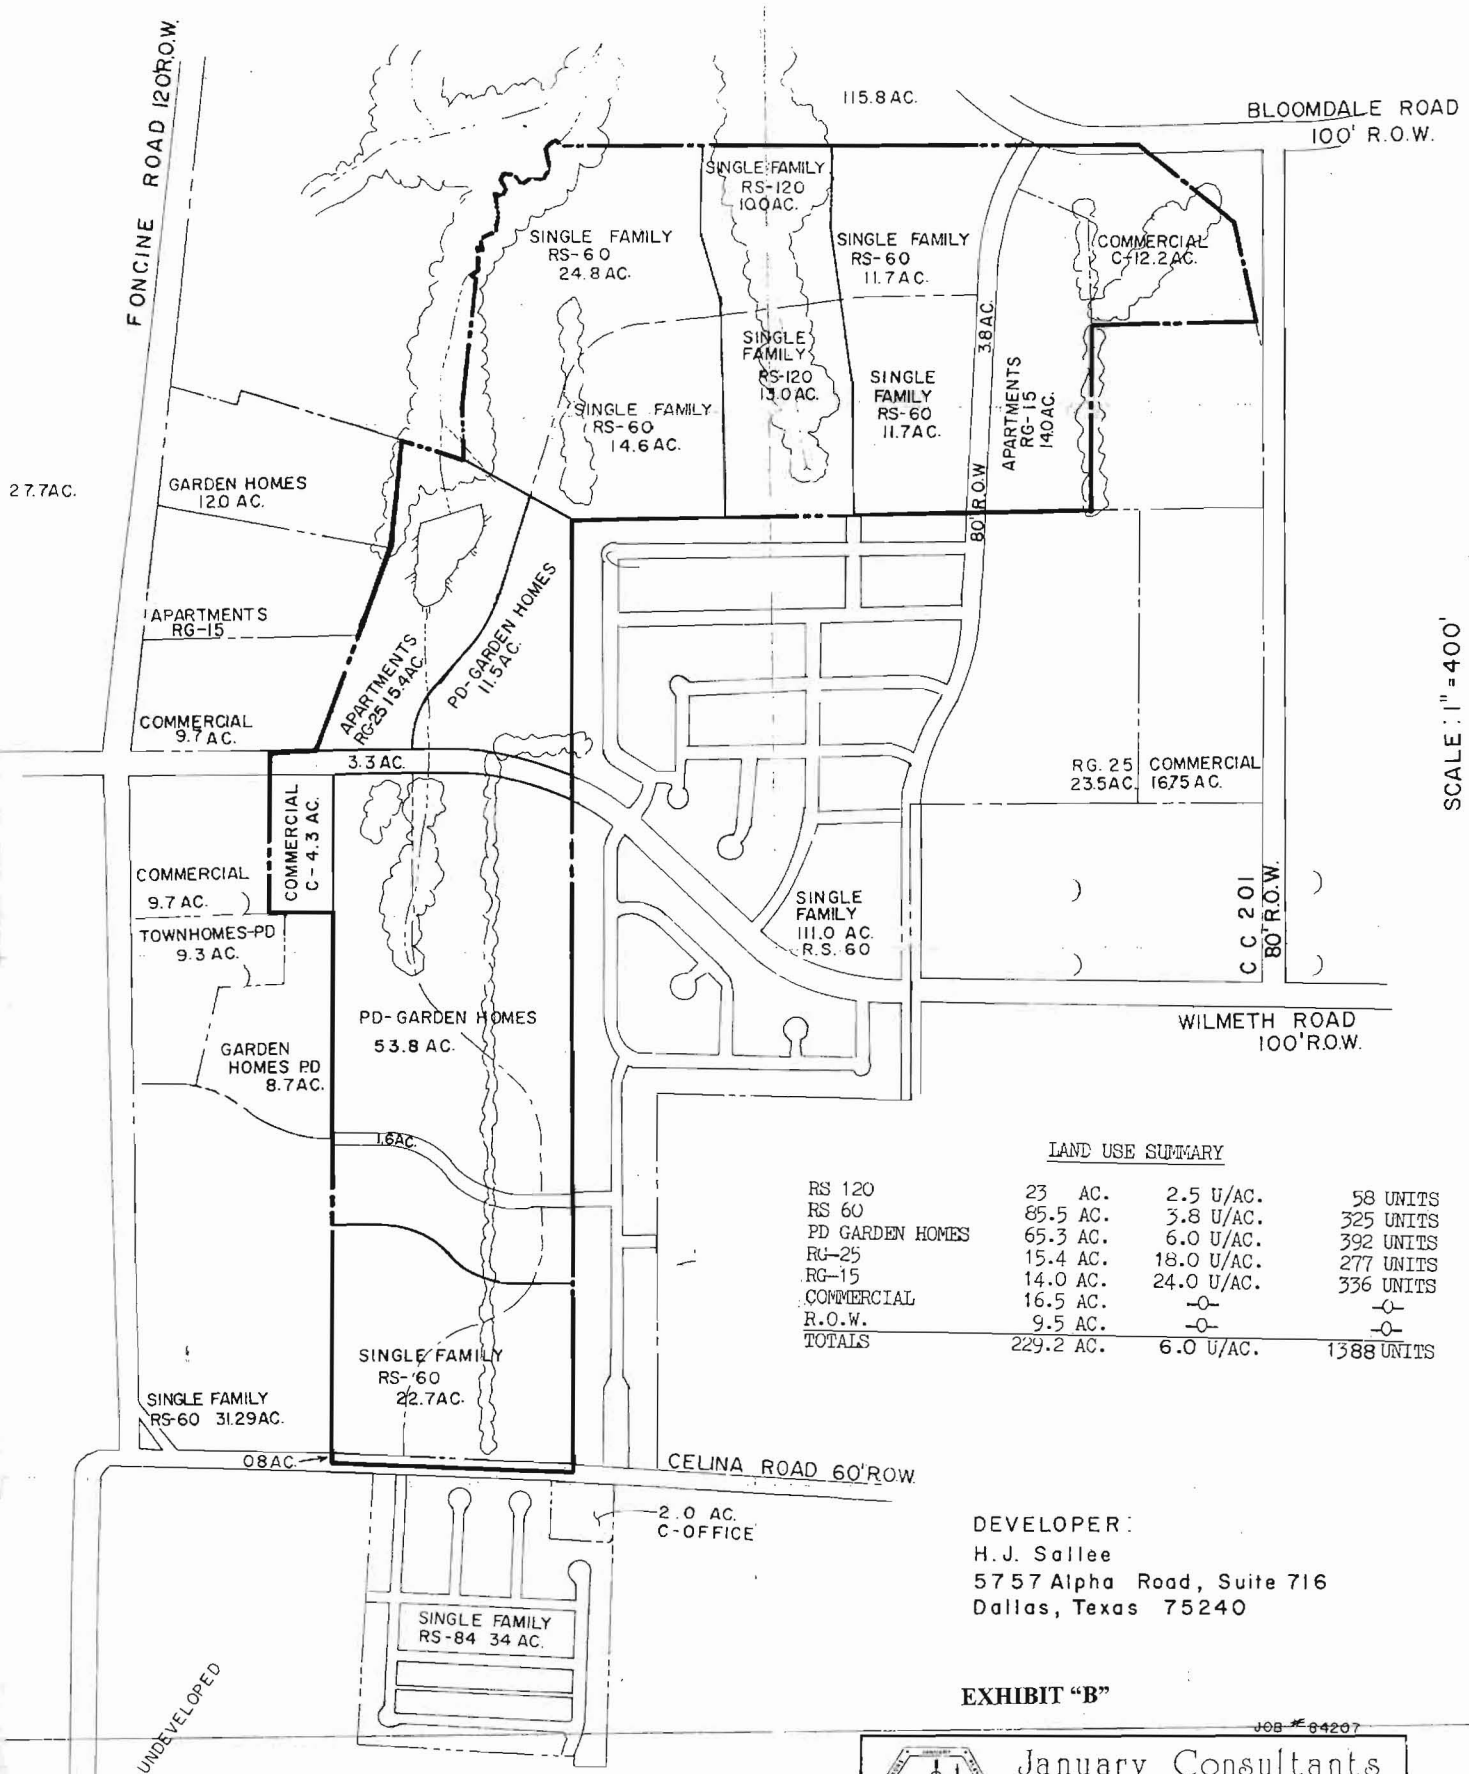 FONCINE ROAD 120'R.O.W.
115.8 AC.
BLOOMDALE ROAD
100' R.O.W.
SINGLE FAMILY
RS-120
10.0 AC.
SINGLE FAMILY
RS-60
24.8 AC.
SINGLE FAMILY
RS-60
11.7 AC.
COMMERCIAL
C-12.2 AC.
3.8 AC.
SINGLE
FAMILY
RS-120
13.0 AC.
SINGLE
FAMILY
RS-60
11.7 AC.
APARTMENTS
RG-15
14.0 AC.
SINGLE FAMILY
RS-60
14.6 AC.
27.7 AC.
GARDEN HOMES
12.0 AC.
80' R.O.W
APARTMENTS
RG-15
APARTMENTS
RG-25 15.4 AC.
PD-GARDEN HOMES
11.5 AC.
SCALE: 1" = 400'
COMMERCIAL
9.7 AC.
3.3 AC.
RG. 25
23.5 AC.
COMMERCIAL
16.75 AC.
COMMERCIAL
C-4.3 AC.
COMMERCIAL
9.7 AC.
TOWNHOMES-PD
9.3 AC.
SINGLE
FAMILY
111.0 AC.
R.S. 60
C C 201
80' R.O.W.
PD-GARDEN HOMES
53.8 AC.
WILMETH ROAD
100' R.O.W.
GARDEN
HOMES PD
8.7 AC.
1.6 AC.
LAND USE SUMMARY
RS 120 23 AC. 2.5 U/AC. 58 UNITS
RS 60 85.5 AC. 3.8 U/AC. 325 UNITS
PD GARDEN HOMES 65.3 AC. 6.0 U/AC. 392 UNITS
RG-25 15.4 AC. 18.0 U/AC. 277 UNITS
RG-15 14.0 AC. 24.0 U/AC. 336 UNITS
COMMERCIAL 16.5 AC. -0- -0-
R.O.W. 9.5 AC. -0- -0-
TOTALS 229.2 AC. 6.0 U/AC. 1388 UNITS
SINGLE FAMILY
RS-60
22.7 AC.
SINGLE FAMILY
RS-60 31.29 AC.
0.8 AC.
CELINA ROAD 60' R.O.W.
2.0 AC.
C-OFFICE
DEVELOPER:
H.J. Sallee
5757 Alpha Road, Suite 716
Dallas, Texas 75240
SINGLE FAMILY
RS-84 34 AC.
UNDEVELOPED
EXHIBIT "B"
JOB # 84207
January Consultants